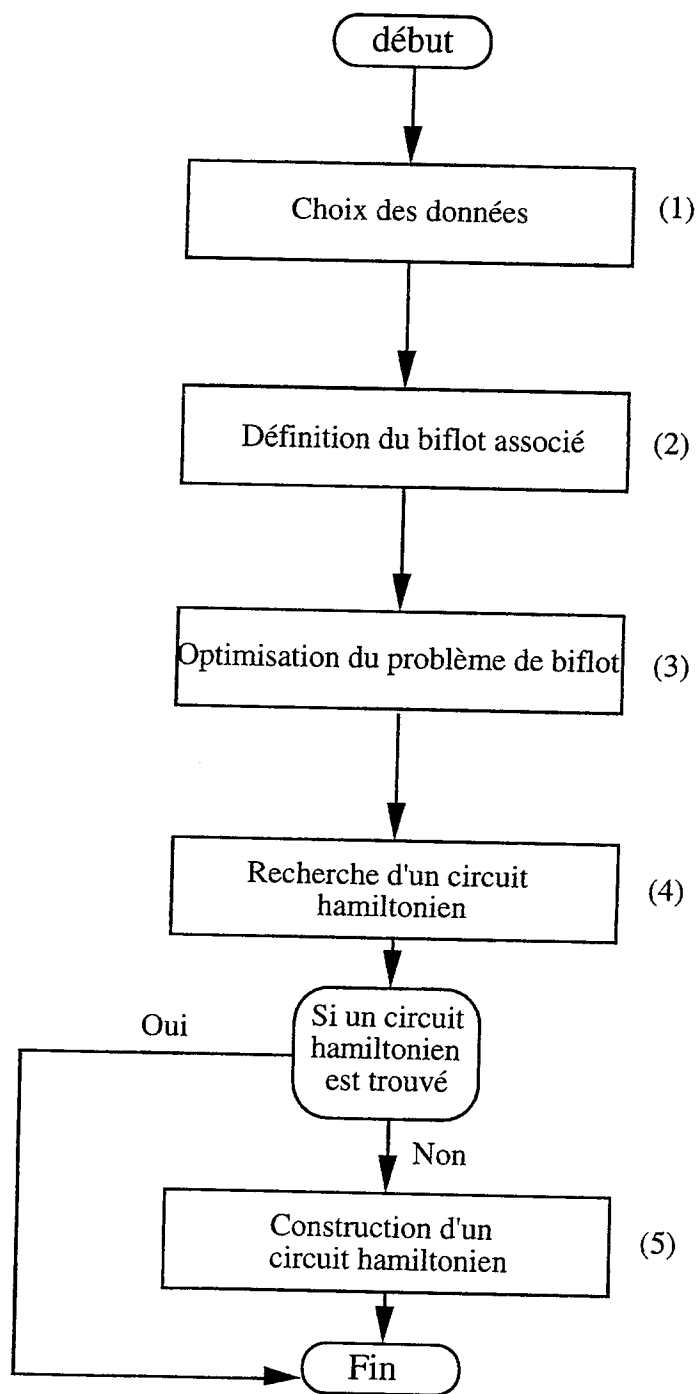 début
Choix des données
(1)
Définition du biflot associé
(2)
Optimisation du problème de biflot
(3)
Recherche d'un circuit
hamiltonien
(4)
Si un circuit
hamiltonien
est trouvé
Oui
Non
Construction d'un
circuit hamiltonien
(5)
Fin